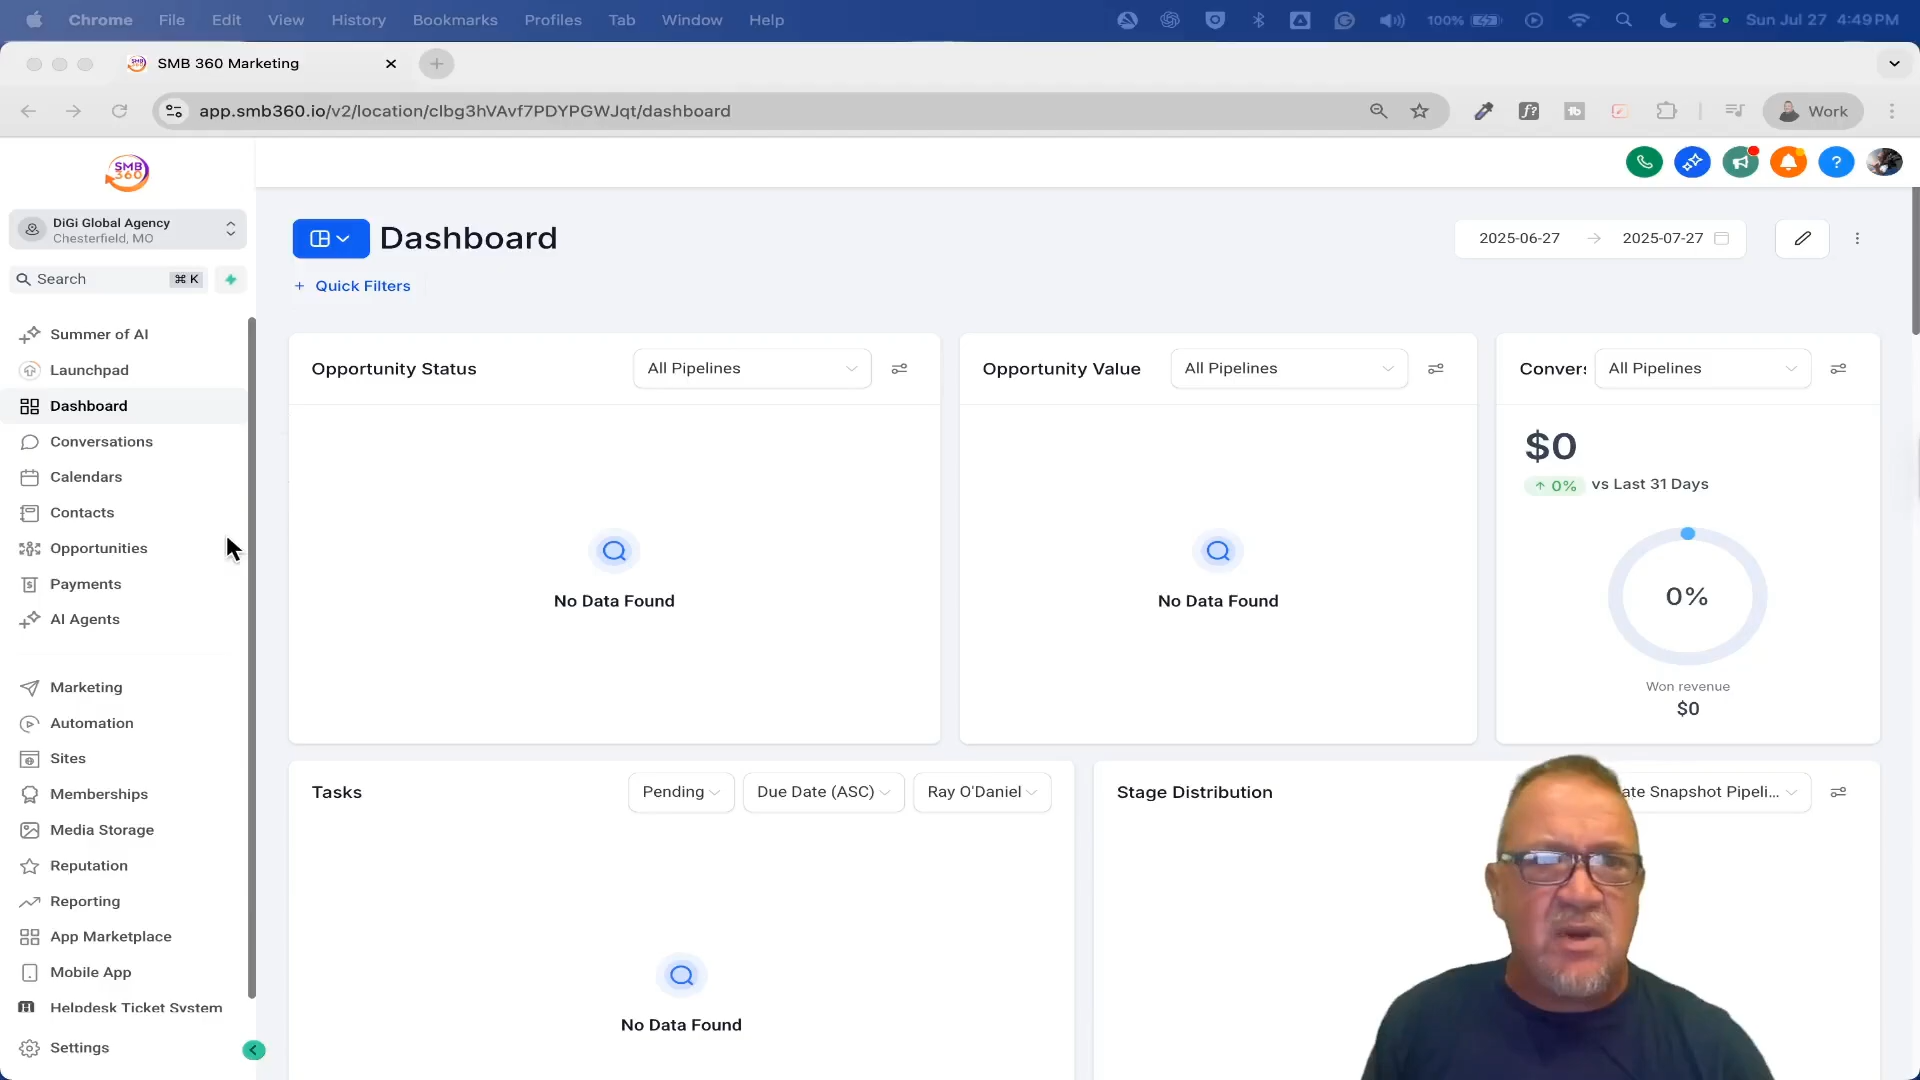 Chrome File Edit View History Bookmarks Profiles Tab Window Help 100% Sun Jul 27 4:49 PM
SMB 360 Marketing
app.smb360.io/v2/location/clbg3hVAvf7PDYPGWJqt/dashboard
Work
SMB
360
DiGi Global Agency
Chesterfield, MO
Search ⌘ K
Summer of AI
Launchpad
Dashboard
Conversations
Calendars
Contacts
Opportunities
Payments
AI Agents
Marketing
Automation
Sites
Memberships
Media Storage
Reputation
Reporting
App Marketplace
Mobile App
Helpdesk Ticket System
Settings
Dashboard
2025-06-27 → 2025-07-27
+ Quick Filters
Opportunity Status
All Pipelines
No Data Found
Opportunity Value
All Pipelines
No Data Found
Convers
All Pipelines
$0
↑ 0% vs Last 31 Days
0%
Won revenue
$0
Tasks
Pending
Due Date (ASC)
Ray O'Daniel
No Data Found
Stage Distribution
ate Snapshot Pipeli...